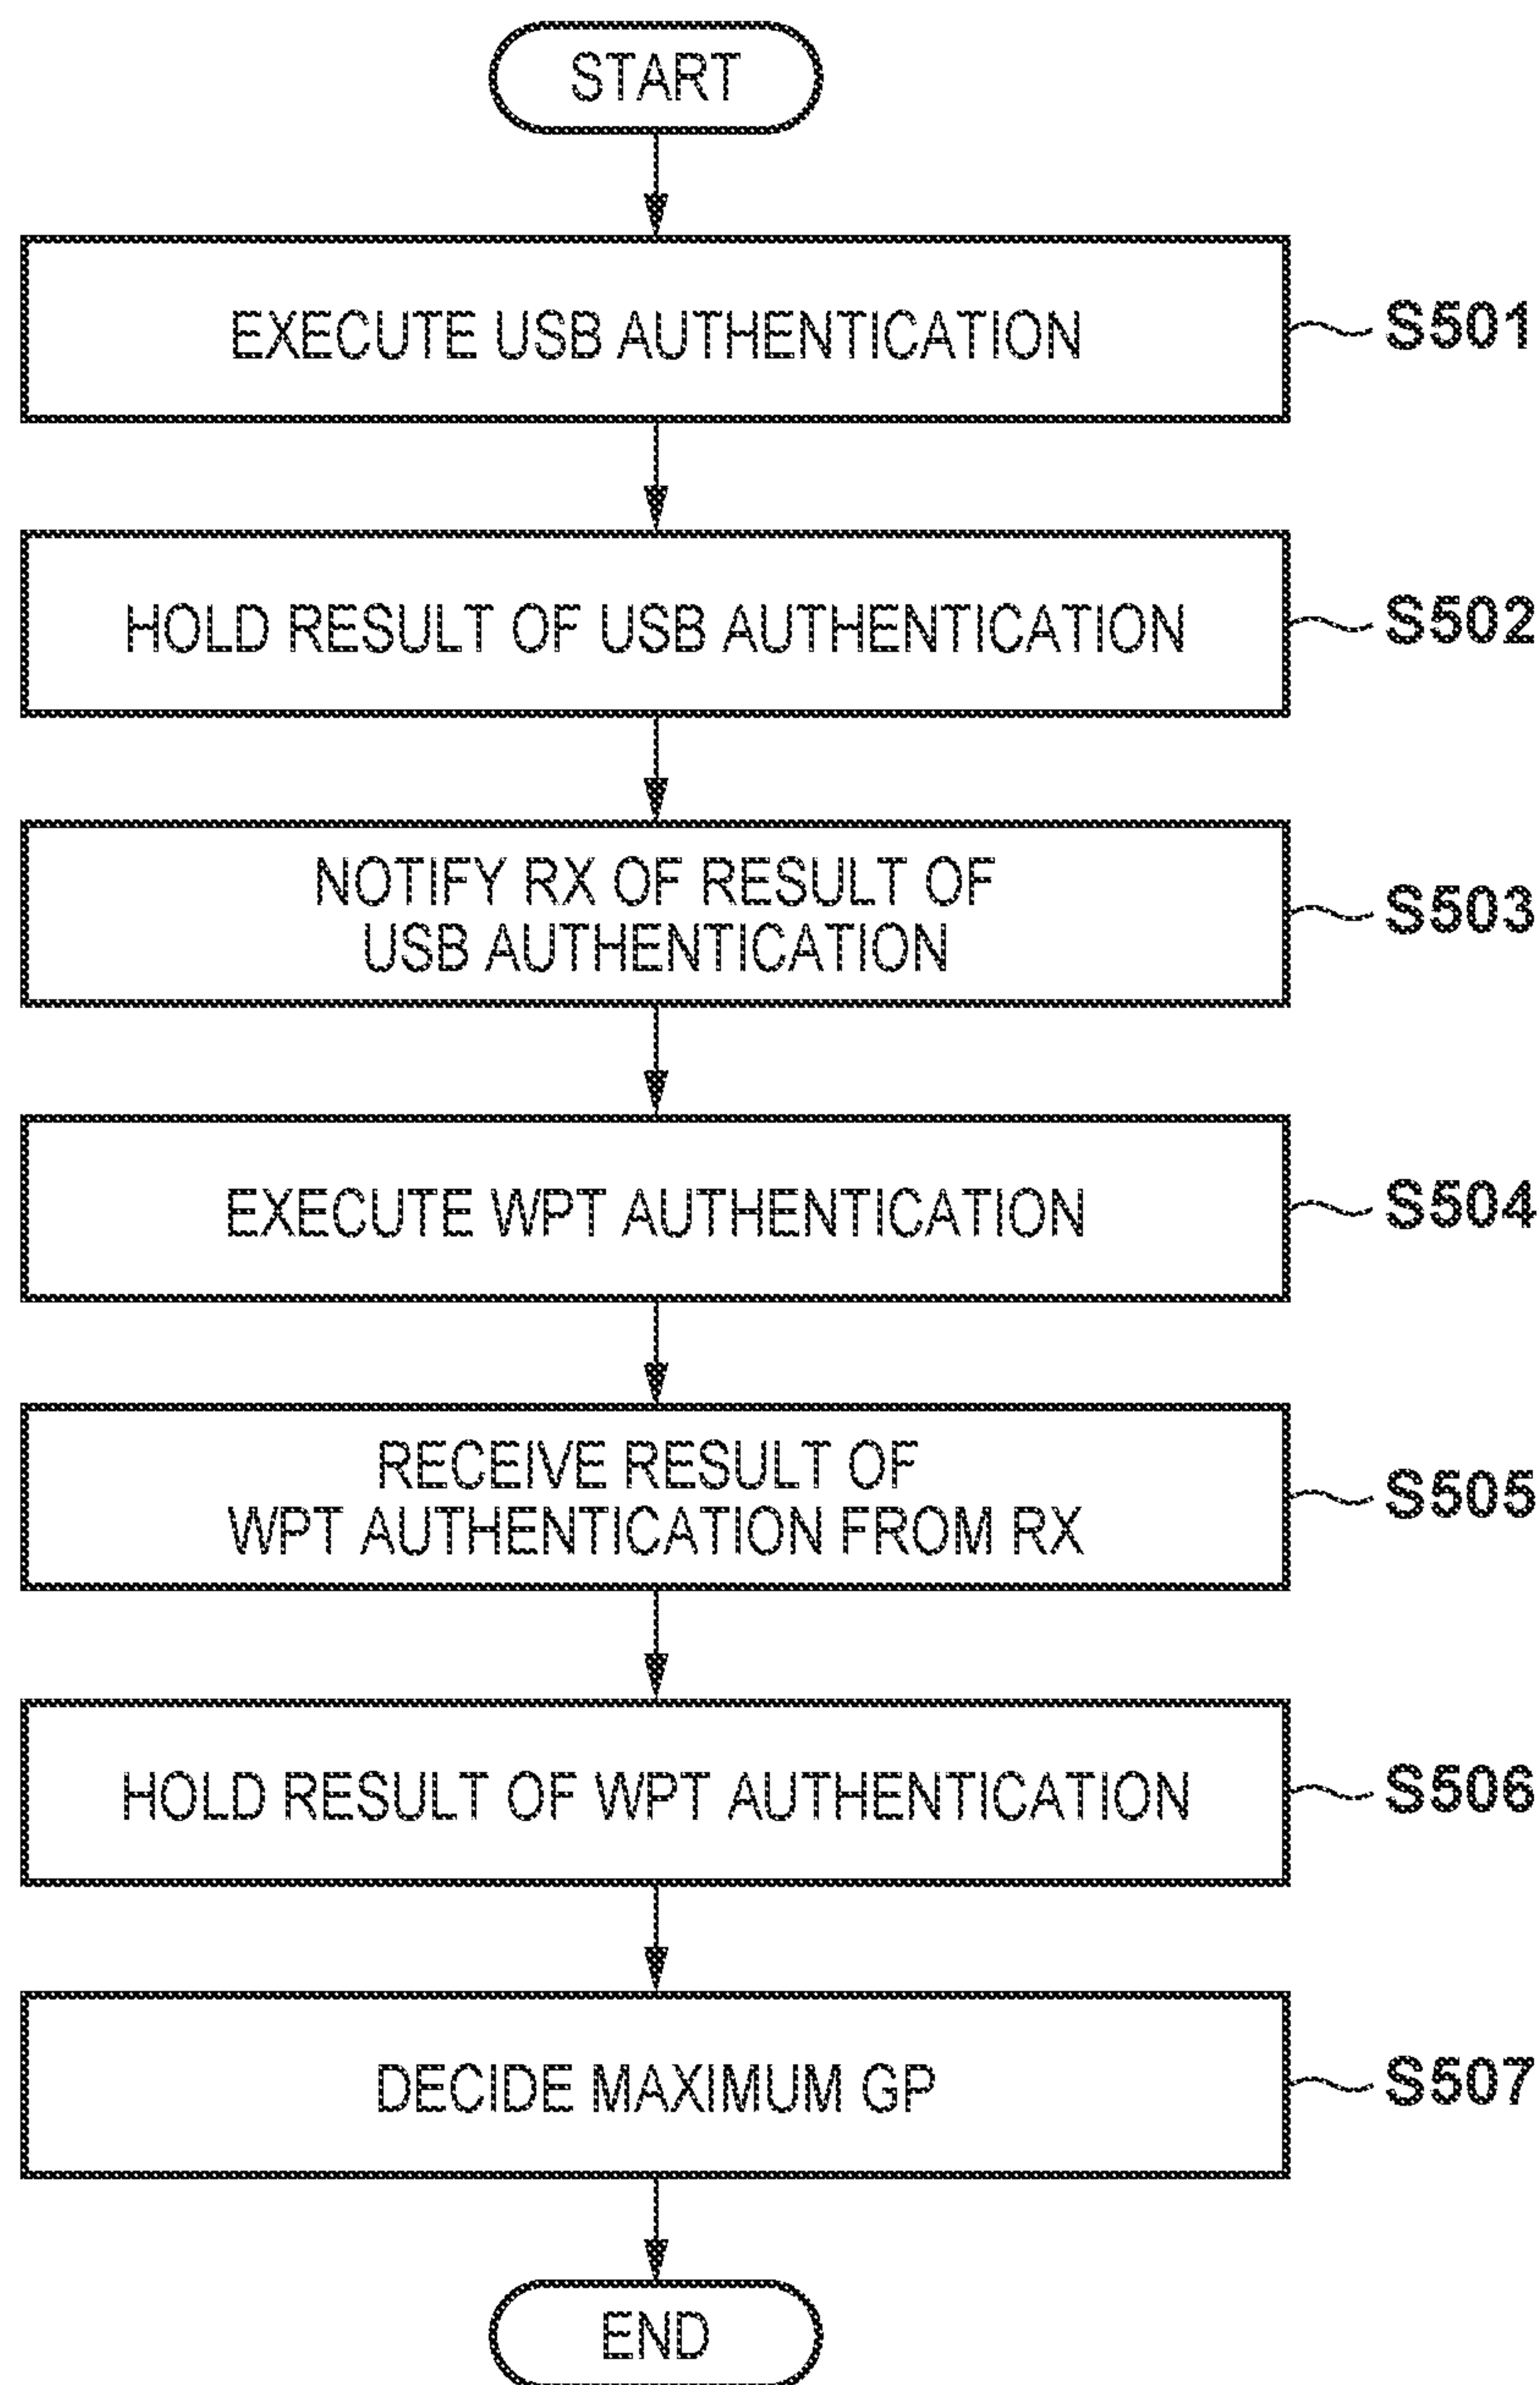 START
EXECUTE USB AUTHENTICATION
S501
HOLD RESULT OF USB AUTHENTICATION
S502
NOTIFY RX OF RESULT OF
USB AUTHENTICATION
S503
EXECUTE WPT AUTHENTICATION
S504
RECEIVE RESULT OF
WPT AUTHENTICATION FROM RX
S505
HOLD RESULT OF WPT AUTHENTICATION
S506
DECIDE MAXIMUM GP
S507
END